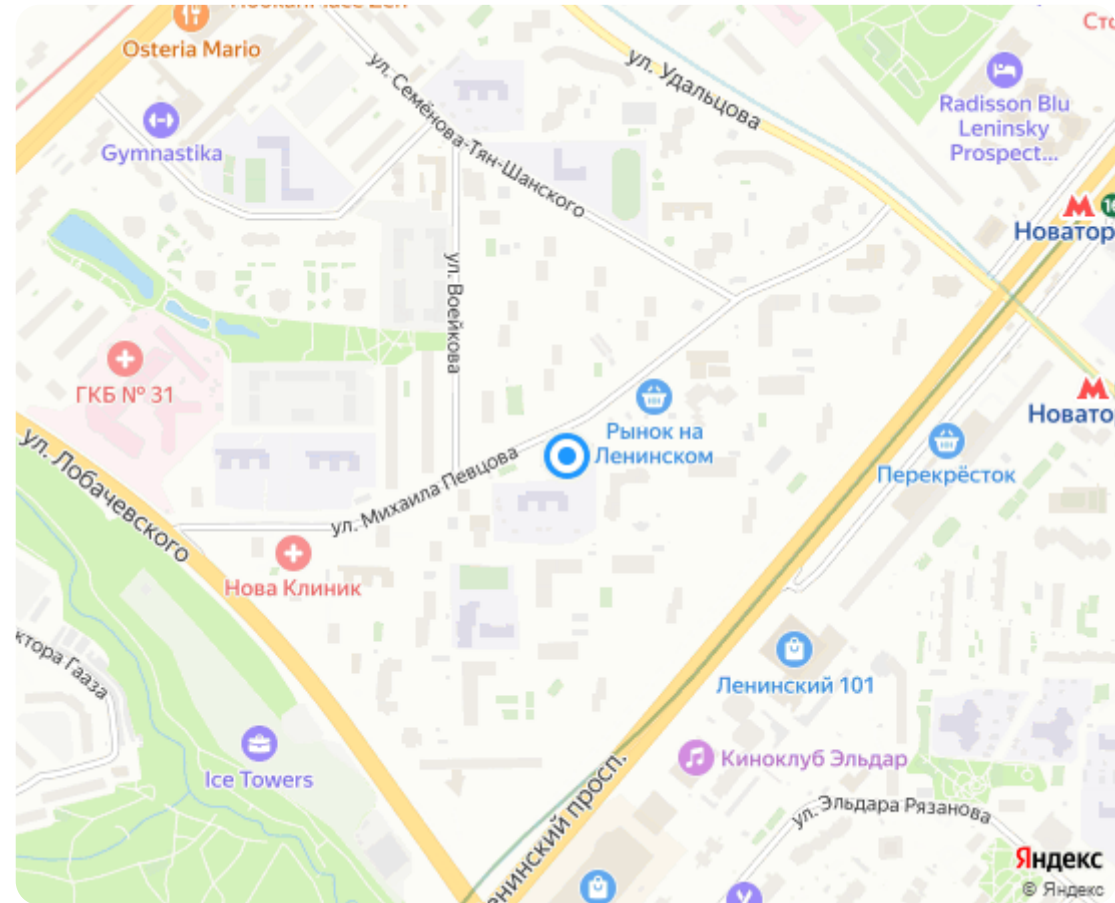 HookahPlace Zen
Osteria Mario
Gymnastika
ул. Семёнова-Тян-Шанского
ул. Удальцова
Radisson Blu
Leninsky
Prospect...
ул. Воейкова
ГКБ № 31
Рынок на
Ленинском
Перекрёсток
ул. Михаила Певцова
ул. Лобачевского
Нова Клиник
Ленинский 101
Киноклуб Эльдар
Ice Towers
ул. Эльдара Рязанова
Яндекс
© Яндекс